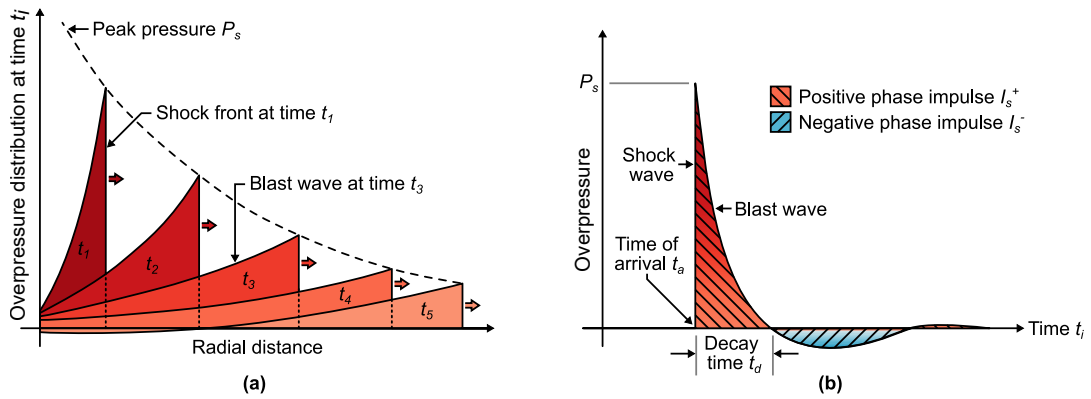 Overpressure distribution at time tᵢ
Peak pressure Pₛ
Shock front at time t₁
Blast wave at time t₃
t₁
t₂
t₃
t₄
t₅
Radial distance
(a)
Pₛ
Positive phase impulse Iₛ⁺
Negative phase impulse Iₛ⁻
Overpressure
Shock
wave
Blast wave
Time of
arrival tₐ
Time tᵢ
Decay
time t_d
(b)